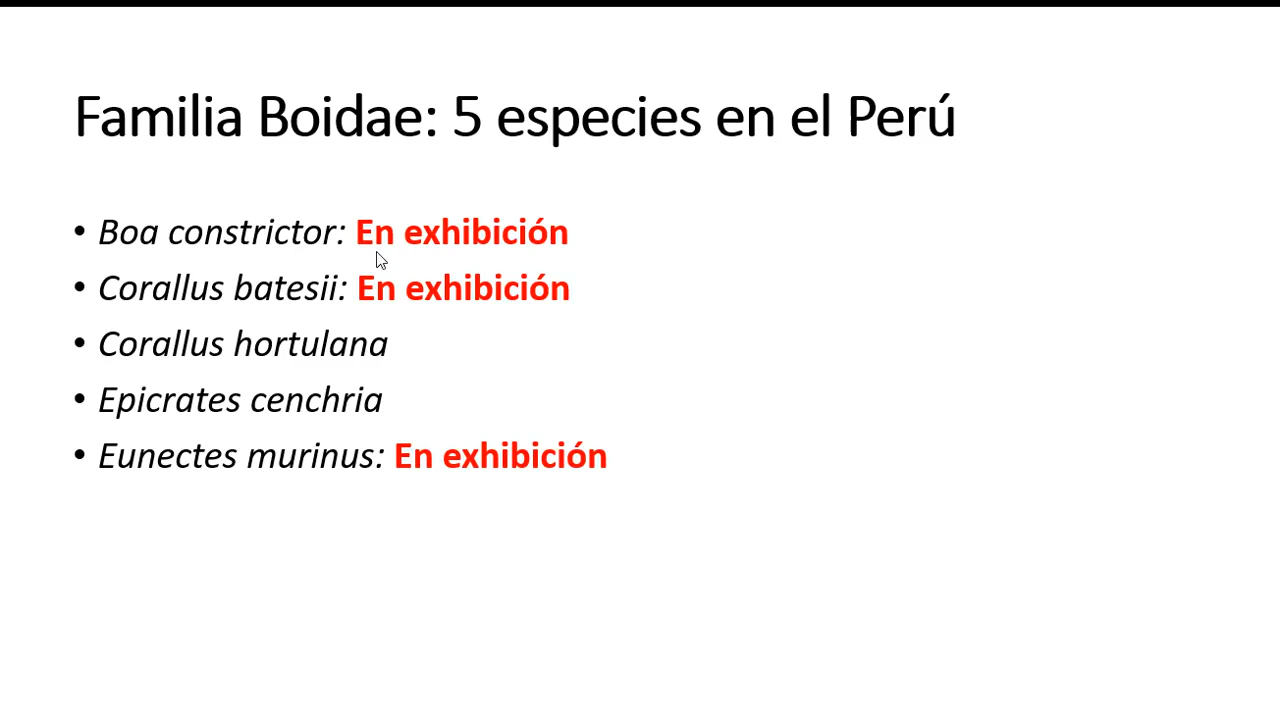 Familia Boidae: 5 especies en el Perú
• Boa constrictor: En exhibición
• Corallus batesii: En exhibición
• Corallus hortulana
• Epicrates cenchria
• Eunectes murinus: En exhibición